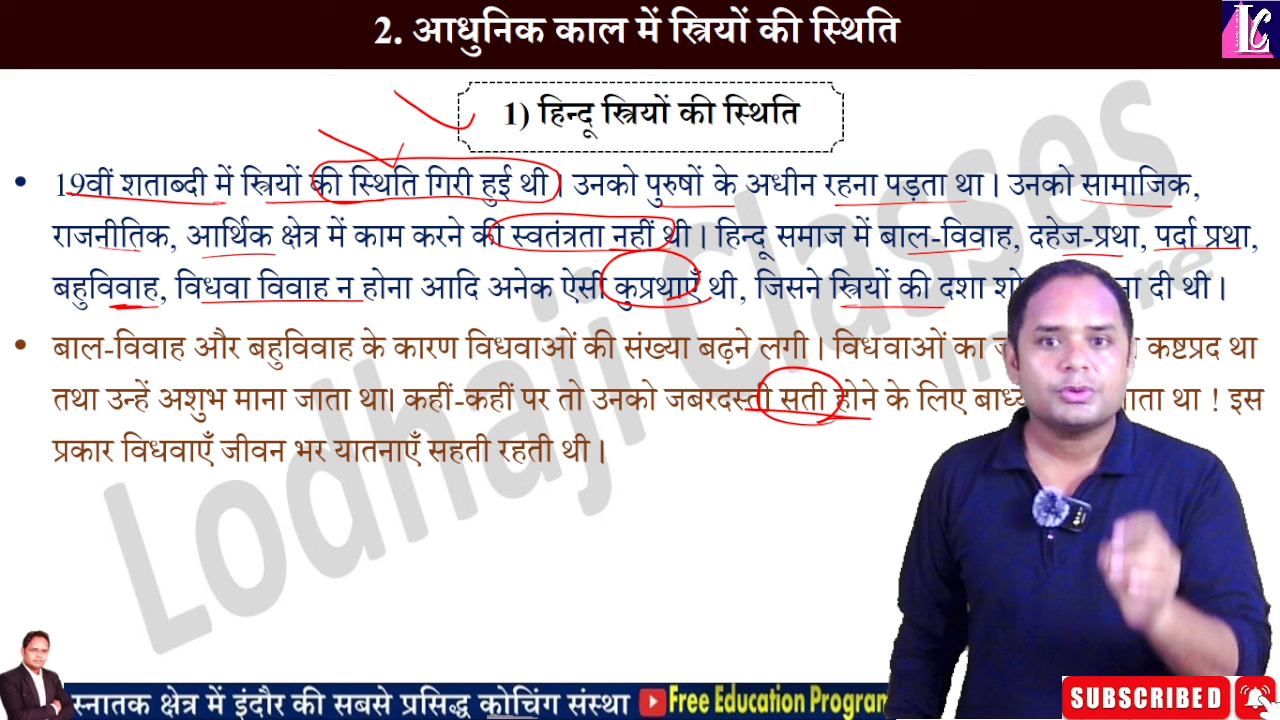 2. आधुनिक काल में स्त्रियों की स्थिति
LC
1) हिन्दू स्त्रियों की स्थिति
• 19वीं शताब्दी में स्त्रियों की स्थिति गिरी हुई थी। उनको पुरुषों के अधीन रहना पड़ता था। उनको सामाजिक,
राजनीतिक, आर्थिक क्षेत्र में काम करने की स्वतंत्रता नहीं थी। हिन्दू समाज में बाल-विवाह, दहेज-प्रथा, पर्दा प्रथा,
बहुविवाह, विधवा विवाह न होना आदि अनेक ऐसी कुप्रथाएँ थी, जिसने स्त्रियों की दशा दी थी।
• बाल-विवाह और बहुविवाह के कारण विधवाओं की संख्या बढ़ने लगी। विधवाओं का कष्टप्रद था
तथा उन्हें अशुभ माना जाता था। कहीं-कहीं पर तो उनको जबरदस्ती सती होने के लिए था ! इस
प्रकार विधवाएँ जीवन भर यातनाएँ सहती रहती थी।
Lodhaji Classes
स्नातक क्षेत्र में इंदौर की सबसे प्रसिद्ध कोचिंग संस्था Free Education Program
SUBSCRIBED